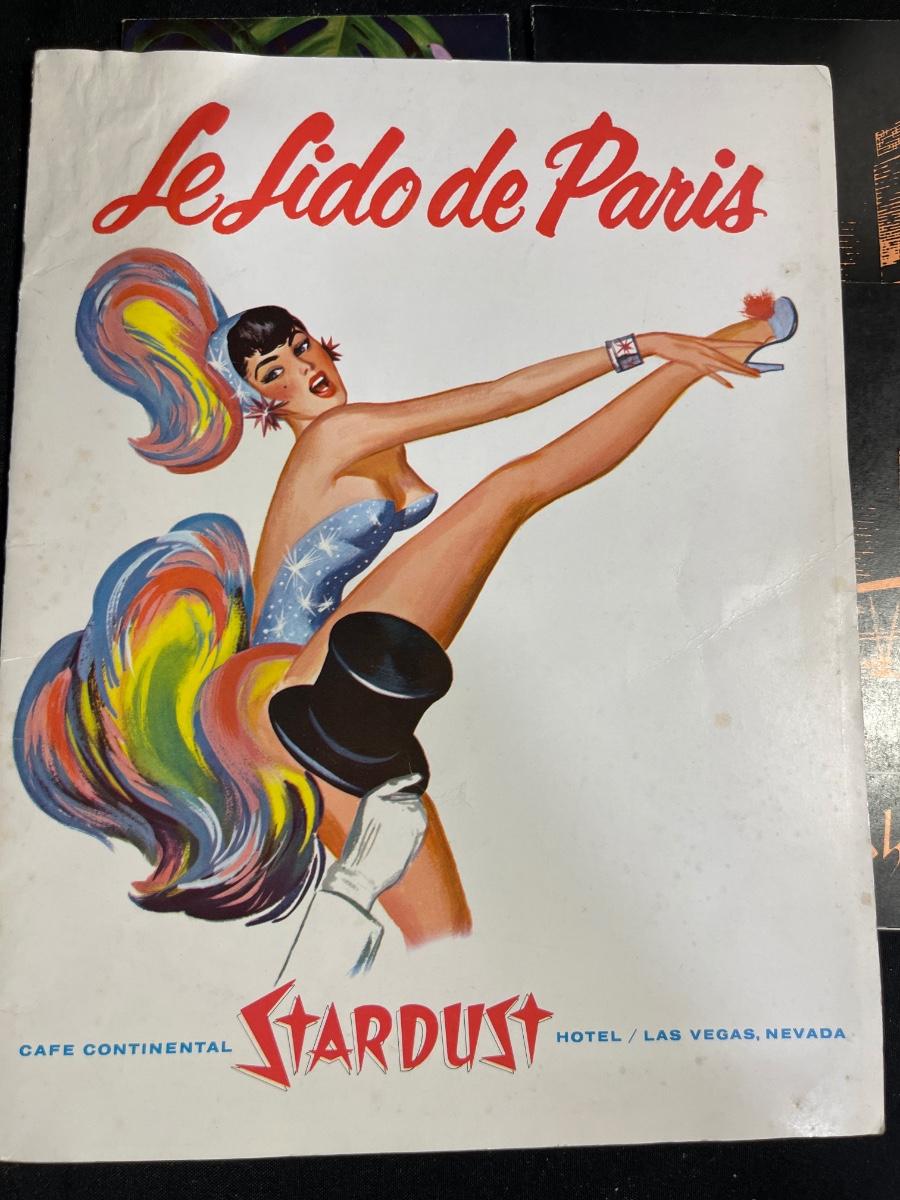 Le Lido de Paris
CAFE CONTINENTAL STARDUST HOTEL / LAS VEGAS, NEVADA